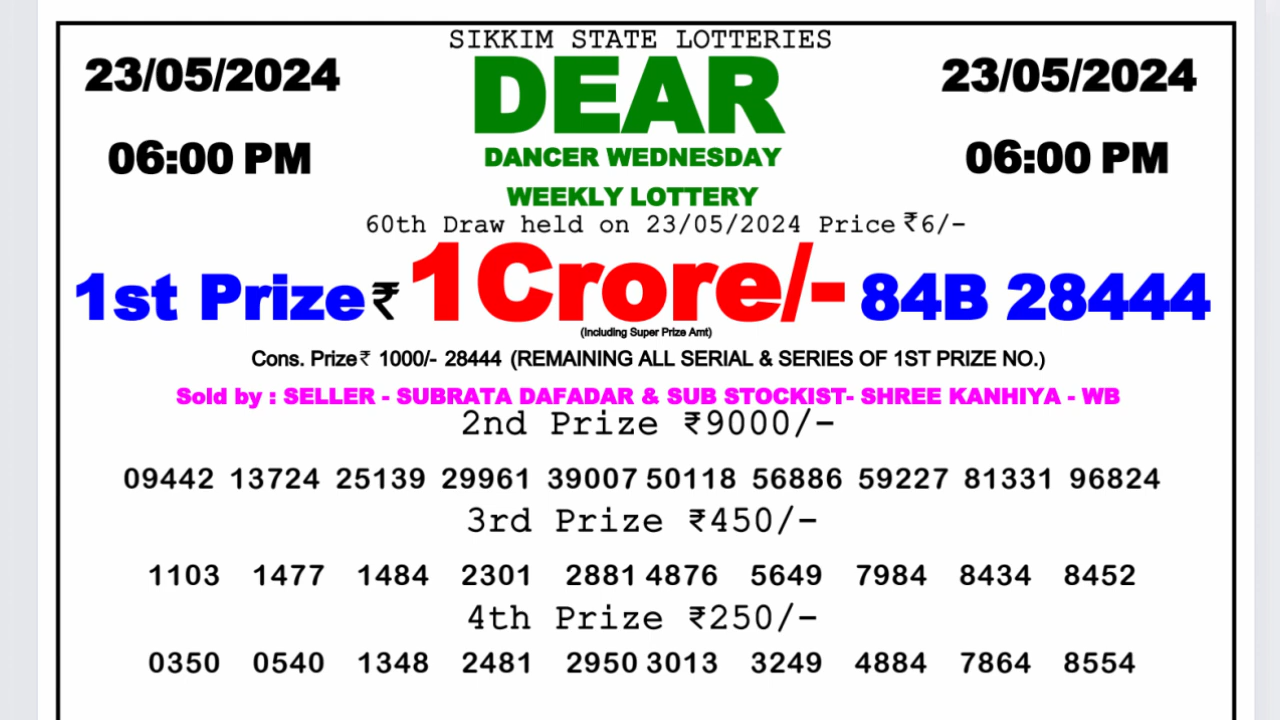 SIKKIM STATE LOTTERIES
23/05/2024 DEAR 23/05/2024
06:00 PM DANCER WEDNESDAY 06:00 PM
WEEKLY LOTTERY
60th Draw held on 23/05/2024 Price ₹6/-
1st Prize ₹ 1Crore/- 84B 28444
(Including Super Prize Amt)
Cons. Prize ₹ 1000/- 28444 (REMAINING ALL SERIAL & SERIES OF 1ST PRIZE NO.)
Sold by : SELLER - SUBRATA DAFADAR & SUB STOCKIST- SHREE KANHIYA - WB
2nd Prize ₹9000/-
09442 13724 25139 29961 39007 50118 56886 59227 81331 96824
3rd Prize ₹450/-
1103 1477 1484 2301 2881 4876 5649 7984 8434 8452
4th Prize ₹250/-
0350 0540 1348 2481 2950 3013 3249 4884 7864 8554